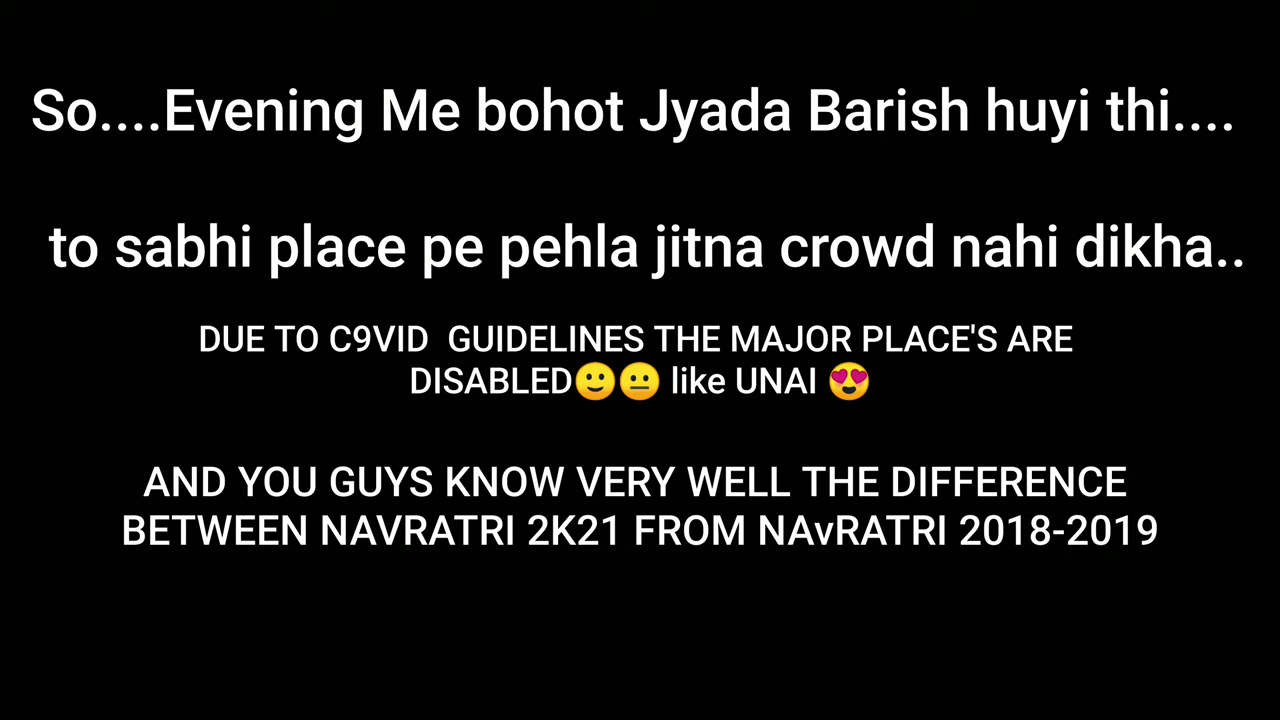 So....Evening Me bohot Jyada Barish huyi thi....
to sabhi place pe pehla jitna crowd nahi dikha..
DUE TO C9VID  GUIDELINES THE MAJOR PLACE'S ARE
DISABLED🙂😐 like UNAI 😍
AND YOU GUYS KNOW VERY WELL THE DIFFERENCE
BETWEEN NAVRATRI 2K21 FROM NAvRATRI 2018-2019